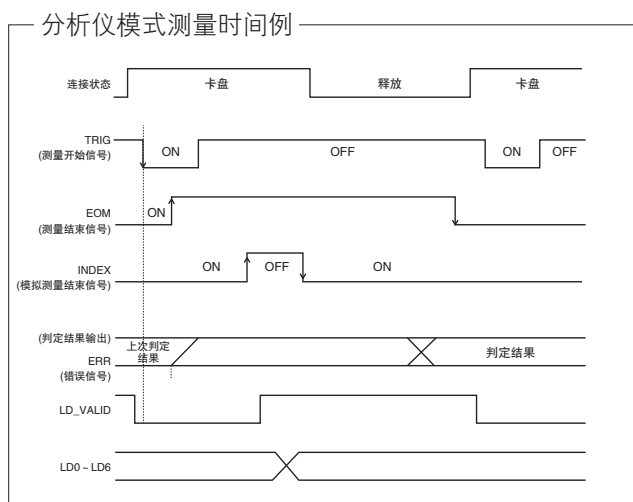 分析仪模式测量时间例
连接状态 卡盘 释放 卡盘
TRIG
(测量开始信号)
ON OFF ON OFF
EOM
(测量结束信号)
ON
INDEX
(模拟测量结束信号)
ON OFF ON
(判定结果输出)
ERR
(错误信号)
上次判定
结果
判定结果
LD_VALID
LD0 ~ LD6